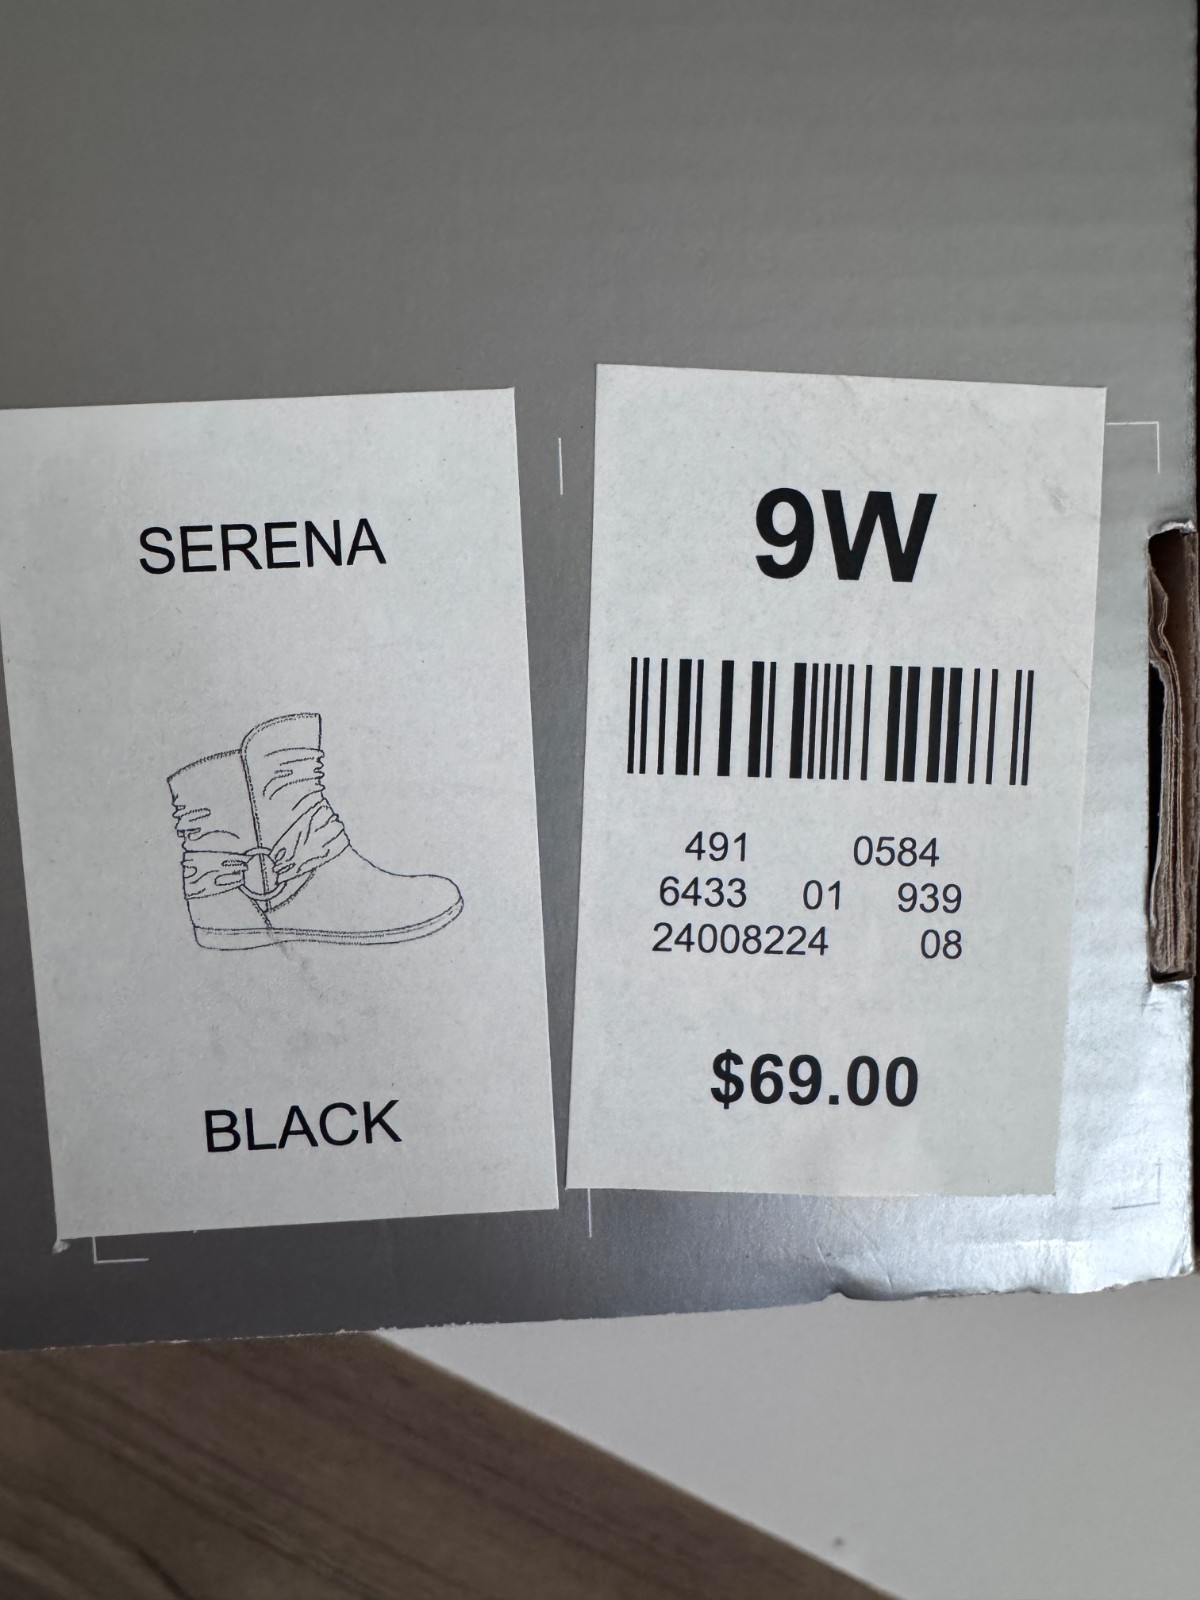 SERENA
BLACK
9W
491 0584
6433 01 939
24008224 08
$69.00